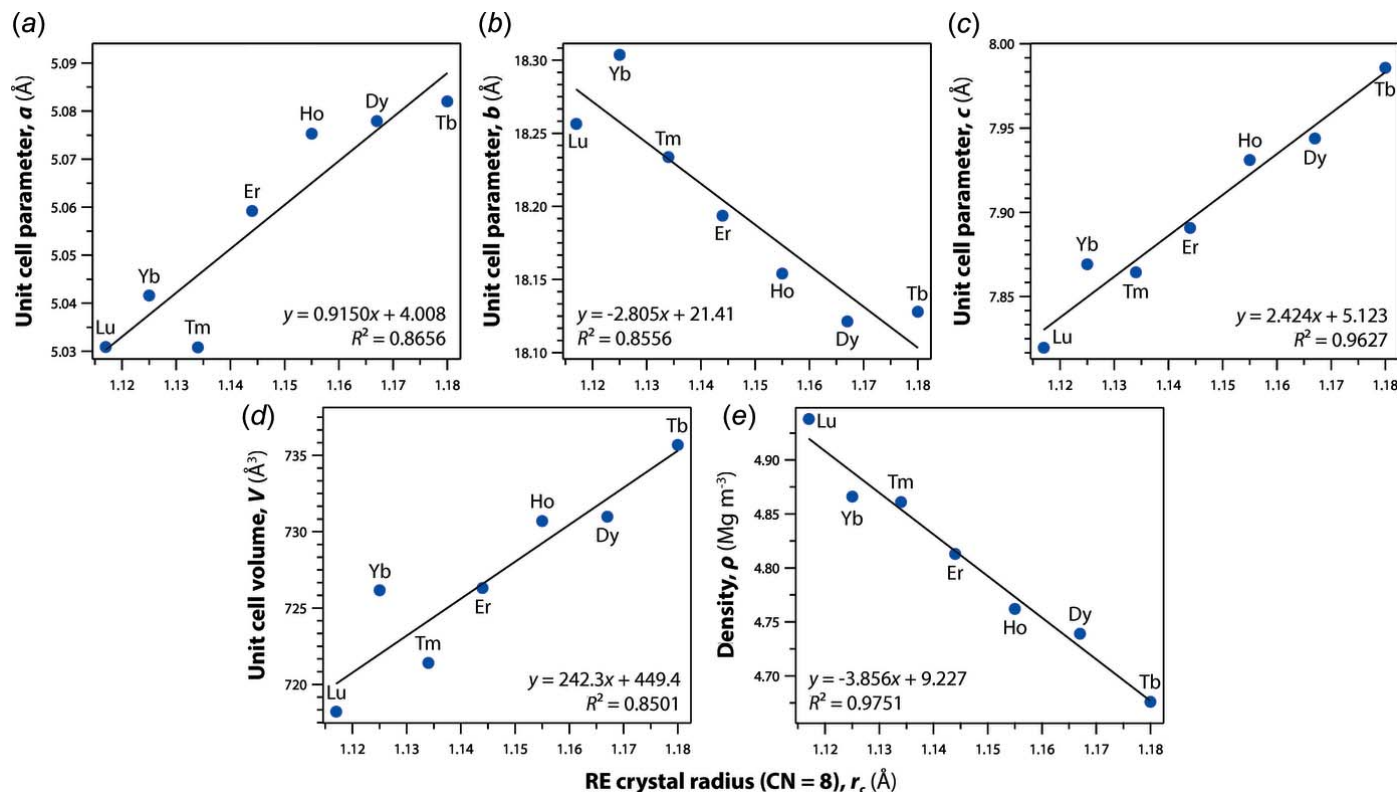 (a)
Unit cell parameter, a (Å)
5.09
5.08
5.07
5.06
5.05
5.04
5.03
Lu
Yb
Tm
Er
Ho
Dy
Tb
y = 0.9150x + 4.008
R² = 0.8656
1.12 1.13 1.14 1.15 1.16 1.17 1.18
(b)
Unit cell parameter, b (Å)
18.30
18.25
18.20
18.15
18.10
Lu
Yb
Tm
Er
Ho
Dy
Tb
y = -2.805x + 21.41
R² = 0.8556
1.12 1.13 1.14 1.15 1.16 1.17 1.18
(c)
Unit cell parameter, c (Å)
8.00
7.95
7.90
7.85
Lu
Yb
Tm
Er
Ho
Dy
Tb
y = 2.424x + 5.123
R² = 0.9627
1.12 1.13 1.14 1.15 1.16 1.17 1.18
(d)
Unit cell volume, V (Å³)
735
730
725
720
Lu
Yb
Tm
Er
Ho
Dy
Tb
y = 242.3x + 449.4
R² = 0.8501
1.12 1.13 1.14 1.15 1.16 1.17 1.18
(e)
Density, ρ (Mg m⁻³)
4.90
4.85
4.80
4.75
4.70
Lu
Yb
Tm
Er
Ho
Dy
Tb
y = -3.856x + 9.227
R² = 0.9751
1.12 1.13 1.14 1.15 1.16 1.17 1.18
RE crystal radius (CN = 8), r꜀ (Å)